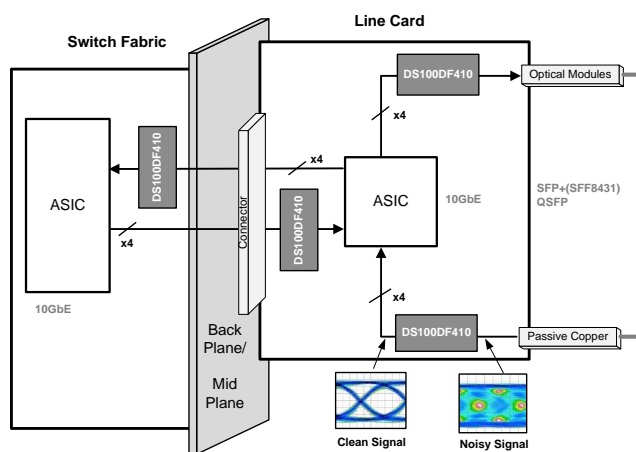 Switch Fabric
Line Card
ASIC
10GbE
x4
DS100DF410
Back
Plane/
Mid
Plane
Connector
x4
DS100DF410
ASIC
10GbE
x4
DS100DF410
Optical Modules
SFP+(SFF8431)
QSFP
x4
DS100DF410
Passive Copper
Clean Signal
Noisy Signal